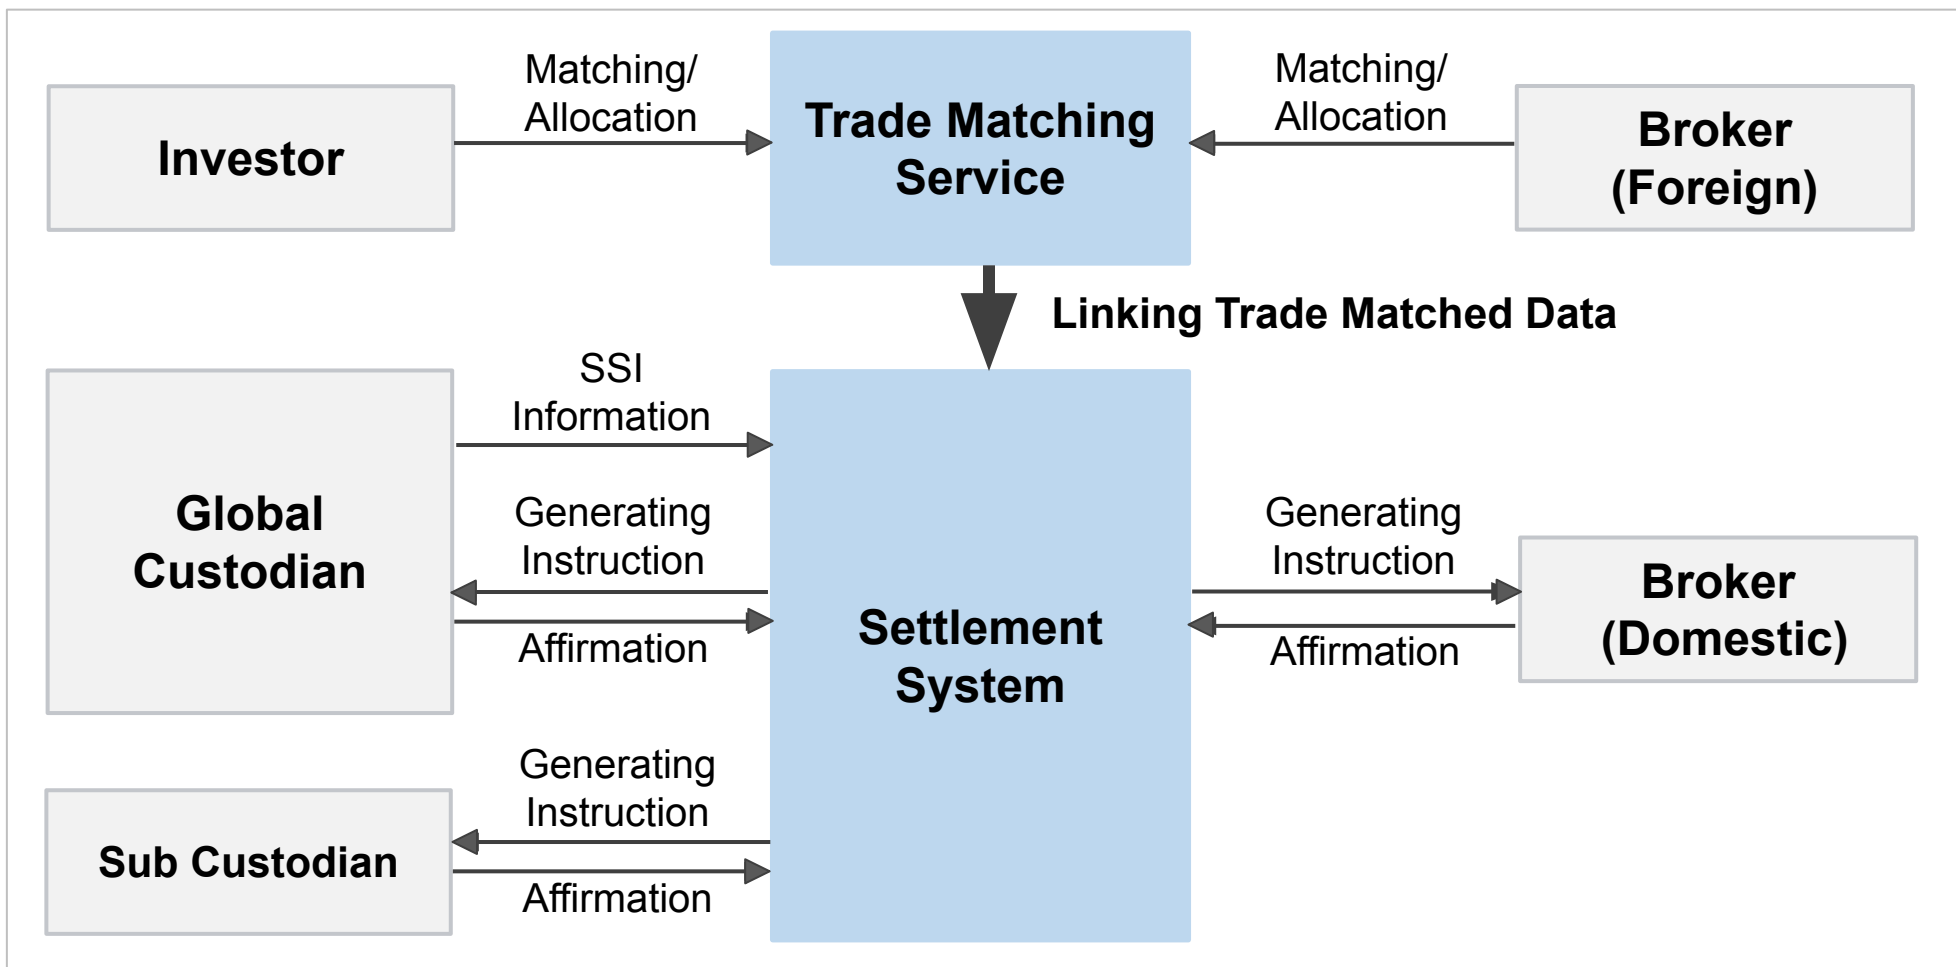 Investor
Matching/
Allocation
Trade Matching
Service
Matching/
Allocation
Broker
(Foreign)
Linking Trade Matched Data
Global
Custodian
SSI
Information
Generating
Instruction
Affirmation
Settlement
System
Generating
Instruction
Affirmation
Broker
(Domestic)
Sub Custodian
Generating
Instruction
Affirmation